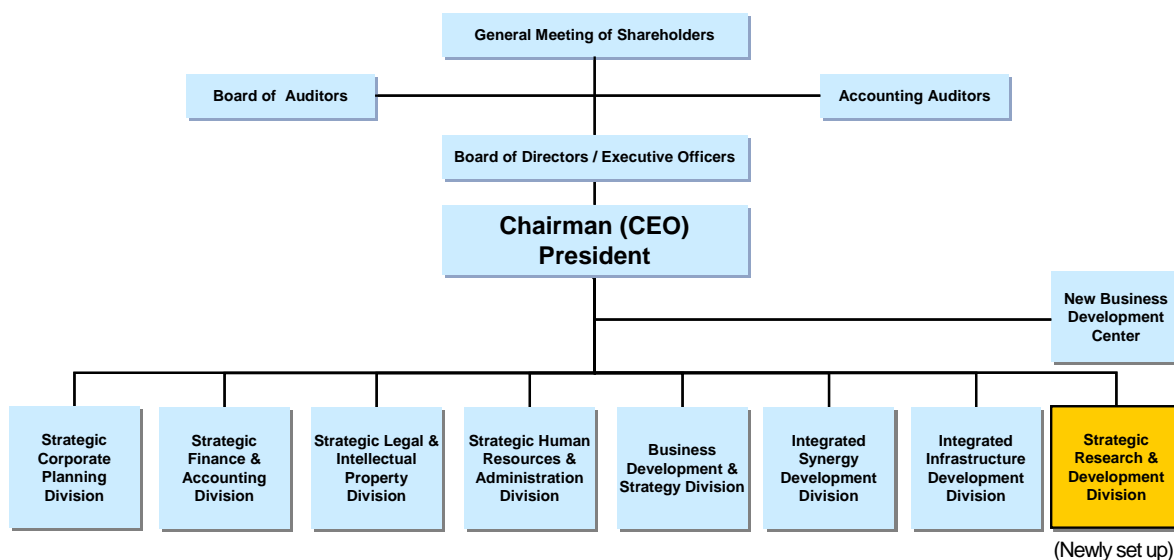 General Meeting of Shareholders
Board of Auditors
Accounting Auditors
Board of Directors / Executive Officers
Chairman (CEO)
President
New Business
Development
Center
Strategic
Corporate
Planning
Division
Strategic
Finance &
Accounting
Division
Strategic Legal &
Intellectual
Property
Division
Strategic Human
Resources &
Administration
Division
Business
Development &
Strategy Division
Integrated
Synergy
Development
Division
Integrated
Infrastructure
Development
Division
Strategic
Research &
Development
Division
(Newly set up)